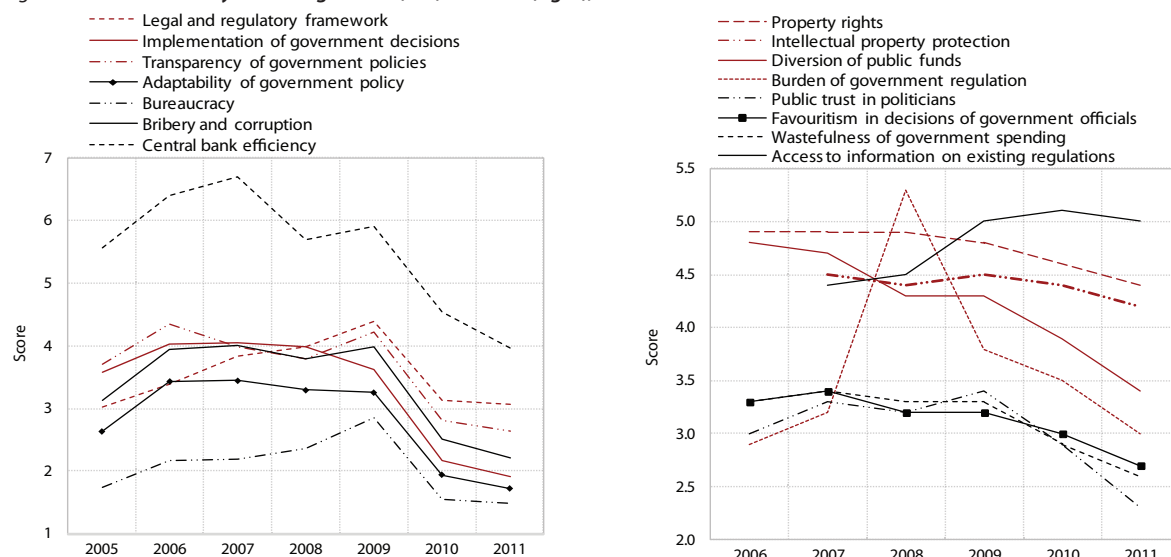 Legal and regulatory framework
Implementation of government decisions
Transparency of government policies
Adaptability of government policy
Bureaucracy
Bribery and corruption
Central bank efficiency
7
6
5
4
3
2
1
Score
2005 2006 2007 2008 2009 2010 2011
Property rights
Intellectual property protection
Diversion of public funds
Burden of government regulation
Public trust in politicians
Favouritism in decisions of government officials
Wastefulness of government spending
Access to information on existing regulations
5.5
5.0
4.5
4.0
3.5
3.0
2.5
2.0
Score
2006 2007 2008 2009 2010 2011